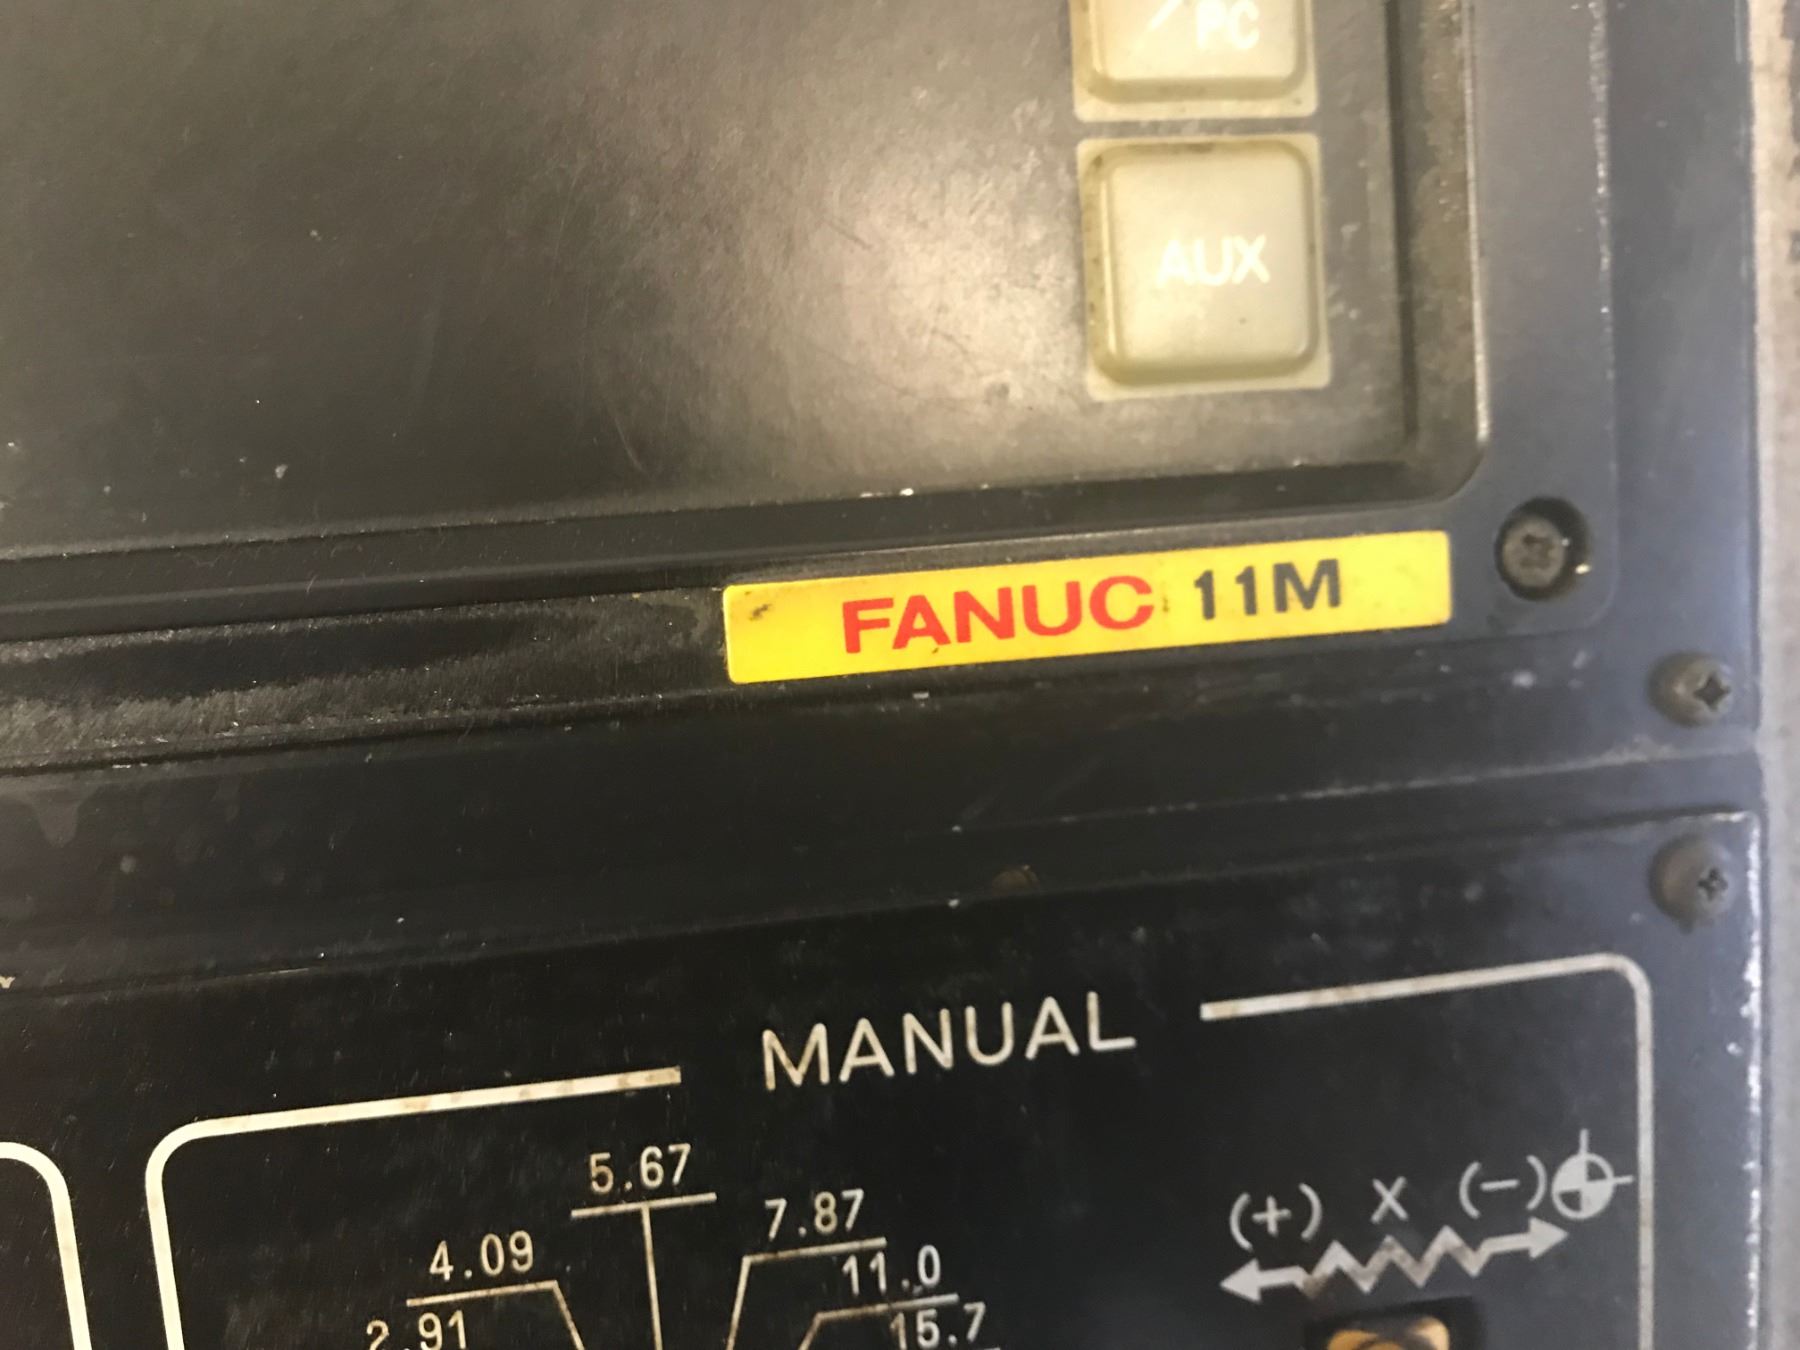 /PC
AUX
FANUC 11M
MANUAL
5.67
7.87
4.09
11.0
2.91
15.7
(+) X (-)